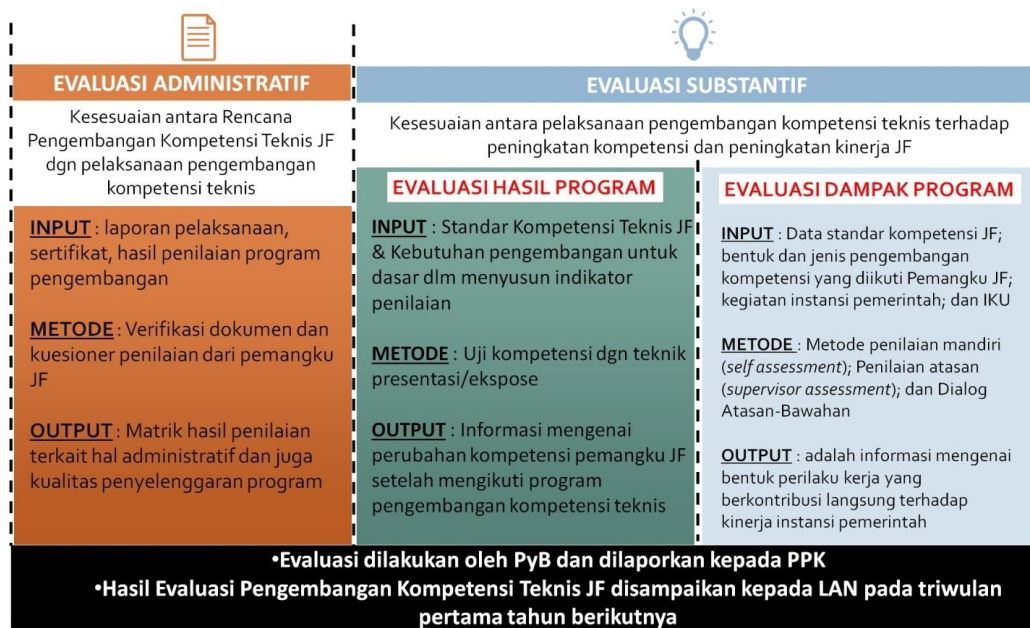 EVALUASI ADMINISTRATIF
Kesesuaian antara Rencana
Pengembangan Kompetensi Teknis JF
dgn pelaksanaan pengembangan
kompetensi teknis
INPUT : laporan pelaksanaan,
sertifikat, hasil penilaian program
pengembangan
METODE : Verifikasi dokumen dan
kuesioner penilaian dari pemangku
JF
OUTPUT : Matrik hasil penilaian
terkait hal administratif dan juga
kualitas penyelenggaran program
EVALUASI SUBSTANTIF
Kesesuaian antara pelaksanaan pengembangan kompetensi teknis terhadap
peningkatan kompetensi dan peningkatan kinerja JF
EVALUASI HASIL PROGRAM
INPUT : Standar Kompetensi Teknis JF
& Kebutuhan pengembangan untuk
dasar dlm menyusun indikator
penilaian
METODE : Uji kompetensi dgn teknik
presentasi/ekspose
OUTPUT : Informasi mengenai
perubahan kompetensi pemangku JF
setelah mengikuti program
pengembangan kompetensi teknis
EVALUASI DAMPAK PROGRAM
INPUT : Data standar kompetensi JF;
bentuk dan jenis pengembangan
kompetensi yang diikuti Pemangku JF;
kegiatan instansi pemerintah; dan IKU
METODE : Metode penilaian mandiri
(self assessment); Penilaian atasan
(supervisor assessment); dan Dialog
Atasan-Bawahan
OUTPUT : adalah informasi mengenai
bentuk perilaku kerja yang
berkontribusi langsung terhadap
kinerja instansi pemerintah
•Evaluasi dilakukan oleh PyB dan dilaporkan kepada PPK
•Hasil Evaluasi Pengembangan Kompetensi Teknis JF disampaikan kepada LAN pada triwulan
pertama tahun berikutnya